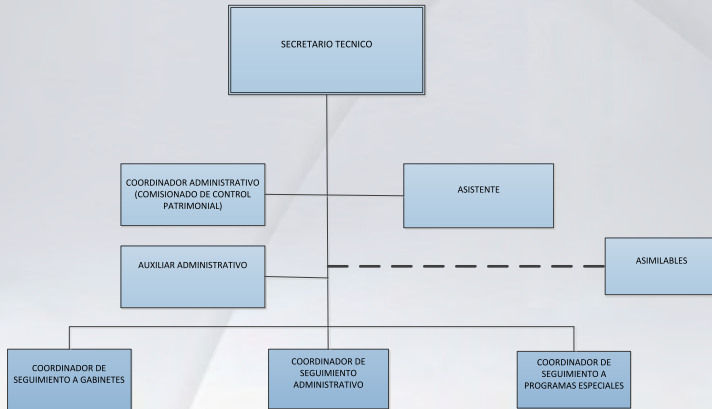 SECRETARIO TECNICO
COORDINADOR ADMINISTRATIVO
(COMISIONADO DE CONTROL
PATRIMONIAL)
ASISTENTE
AUXILIAR ADMINISTRATIVO
ASIMILABLES
COORDINADOR DE
SEGUIMIENTO A GABINETES
COORDINADOR DE
SEGUIMIENTO
ADMINISTRATIVO
COORDINADOR DE
SEGUIMIENTO A
PROGRAMAS ESPECIALES